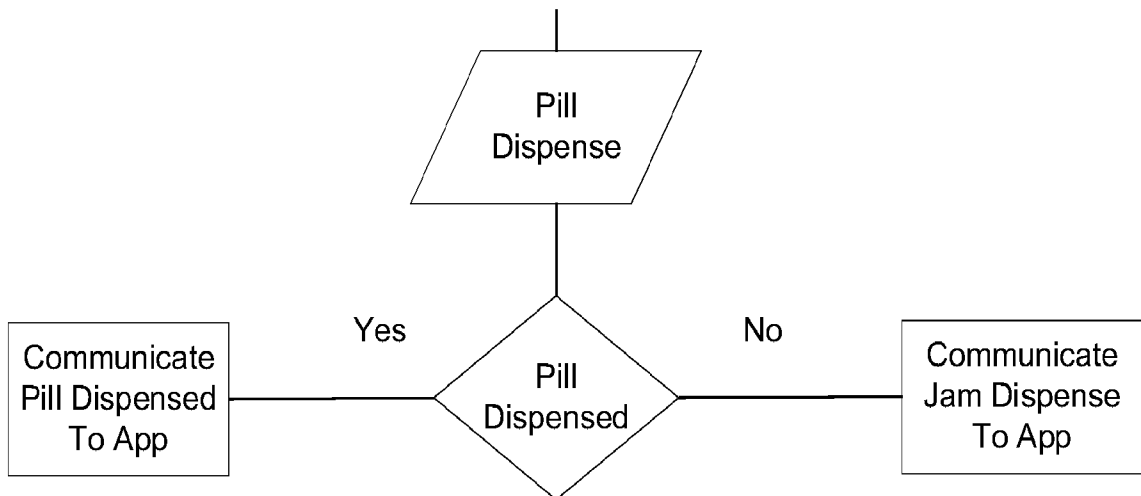 Pill
Dispense
Yes
No
Communicate
Pill Dispensed
To App
Pill
Dispensed
Communicate
Jam Dispense
To App